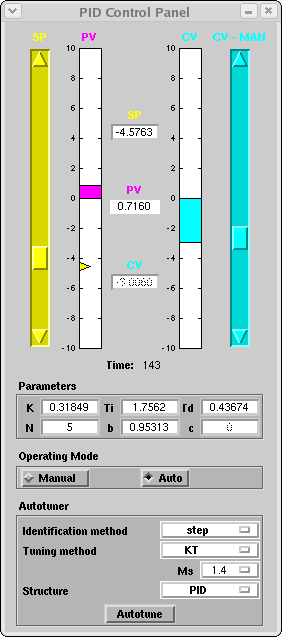 PID Control Panel
SP PV CV CV - MAN
10 10
8 8
6 6
SP
-4.5763
4 4
2 2
PV
0.7160
0 0
-2 -2
-4 -4
CV
-3.0060
-6 -6
-8 -8
-10 -10
Time: 143
Parameters
K 0.31849 Ti 1.7562 Td 0.43674
N 5 b 0.95313 c 0
Operating Mode
Manual Auto
Autotuner
Identification method step
Tuning method KT
Ms 1.4
Structure PID
Autotune